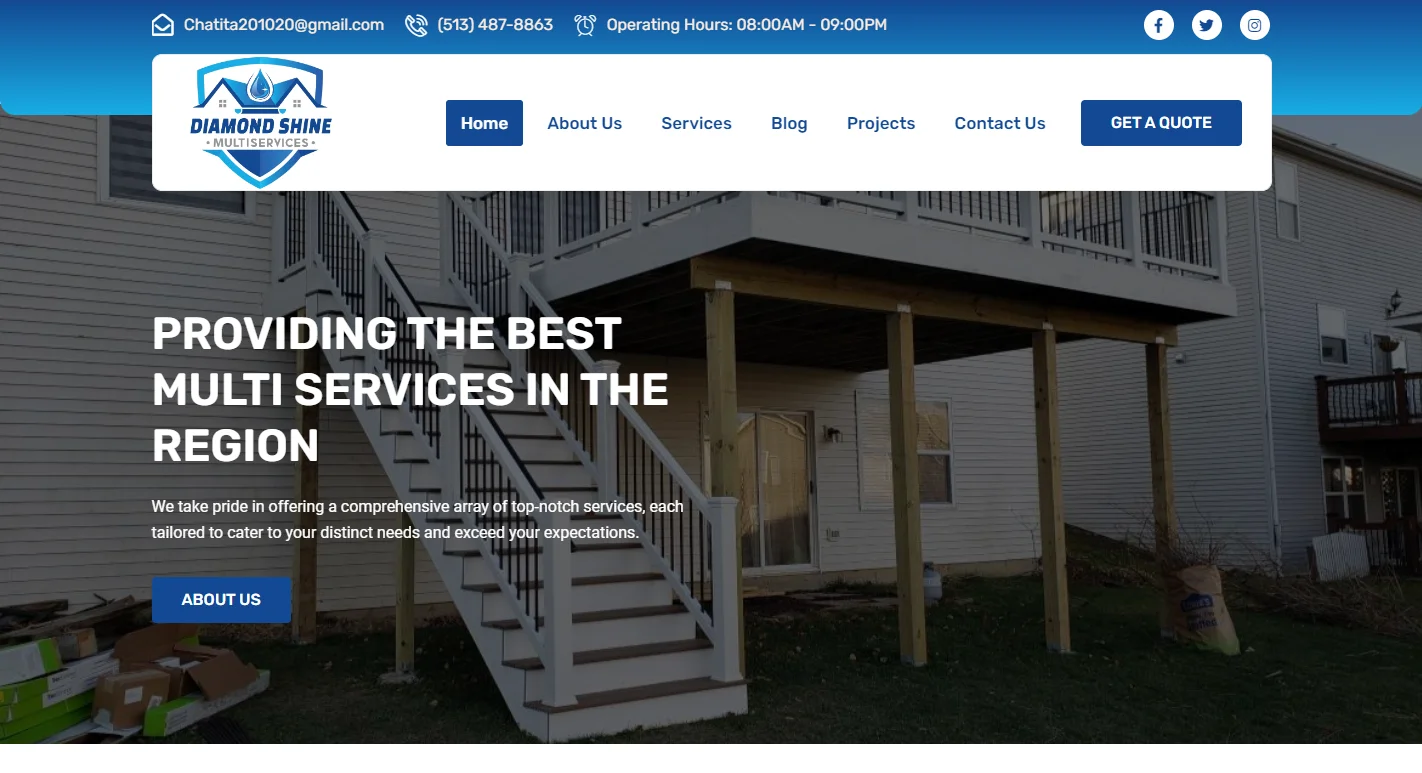 Chatita201020@gmail.com
(513) 487-8863
Operating Hours: 08:00AM - 09:00PM
DIAMOND SHINE
• MULTISERVICES •
Home
About Us
Services
Blog
Projects
Contact Us
GET A QUOTE
PROVIDING THE BEST
MULTI SERVICES IN THE
REGION
We take pride in offering a comprehensive array of top-notch services, each
tailored to cater to your distinct needs and exceed your expectations.
ABOUT US